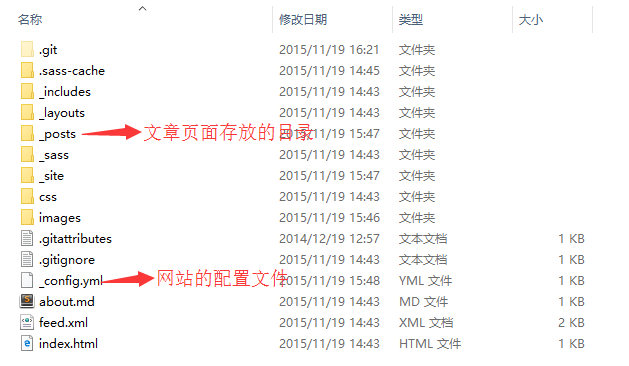 名称 修改日期 类型 大小
.git 2015/11/19 16:21 文件夹
.sass-cache 2015/11/19 14:45 文件夹
_includes 2015/11/19 14:43 文件夹
_layouts 2015/11/19 14:43 文件夹
_posts 文章页面存放的目录 2015/11/19 15:47 文件夹
_sass 2015/11/19 14:43 文件夹
_site 2015/11/19 15:47 文件夹
css 2015/11/19 14:43 文件夹
images 2015/11/19 15:46 文件夹
.gitattributes 2014/12/19 12:57 文本文档 1 KB
.gitignore 2015/11/19 14:43 文本文档 1 KB
_config.yml 网站的配置文件 2015/11/19 15:48 YML 文件 1 KB
about.md 2015/11/19 14:43 MD 文件 1 KB
feed.xml 2015/11/19 14:43 XML 文档 2 KB
index.html 2015/11/19 14:43 HTML 文件 1 KB